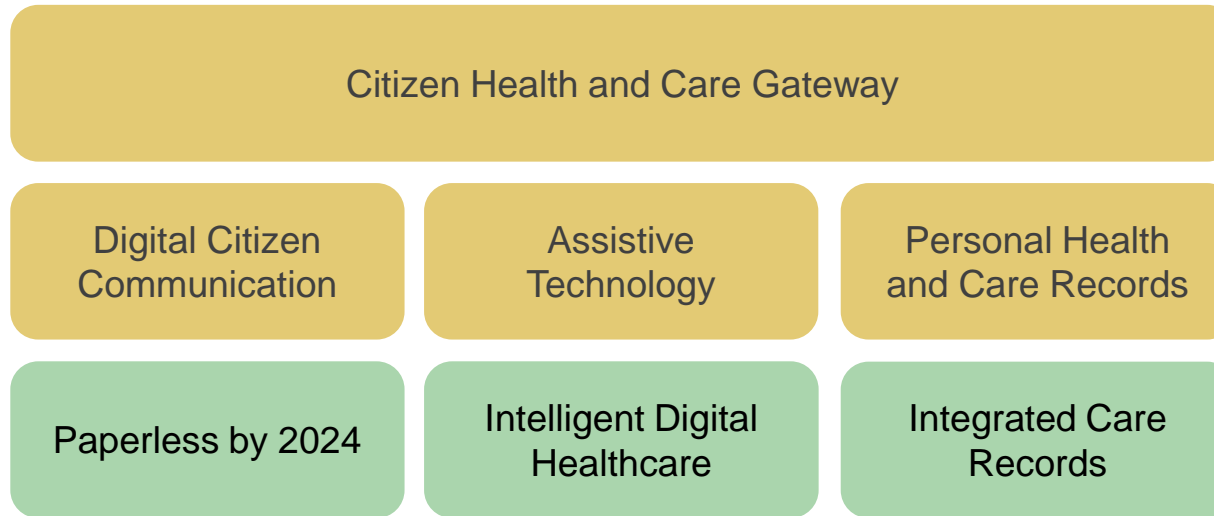 Citizen Health and Care Gateway
Digital Citizen
Communication
Assistive
Technology
Personal Health
and Care Records
Paperless by 2024
Intelligent Digital
Healthcare
Integrated Care
Records